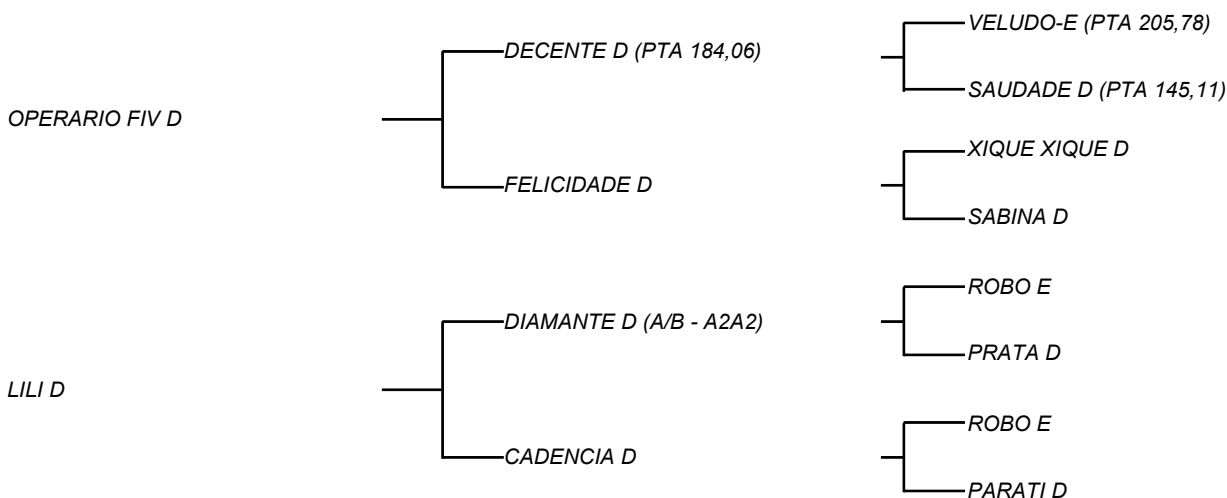 VELUDO-E (PTA 205,78)
DECENTE D (PTA 184,06)
SAUDADE D (PTA 145,11)
OPERARIO FIV D
XIQUE XIQUE D
FELICIDADE D
SABINA D
ROBO E
DIAMANTE D (A/B - A2A2)
PRATA D
LILI D
ROBO E
CADENCIA D
PARATI D